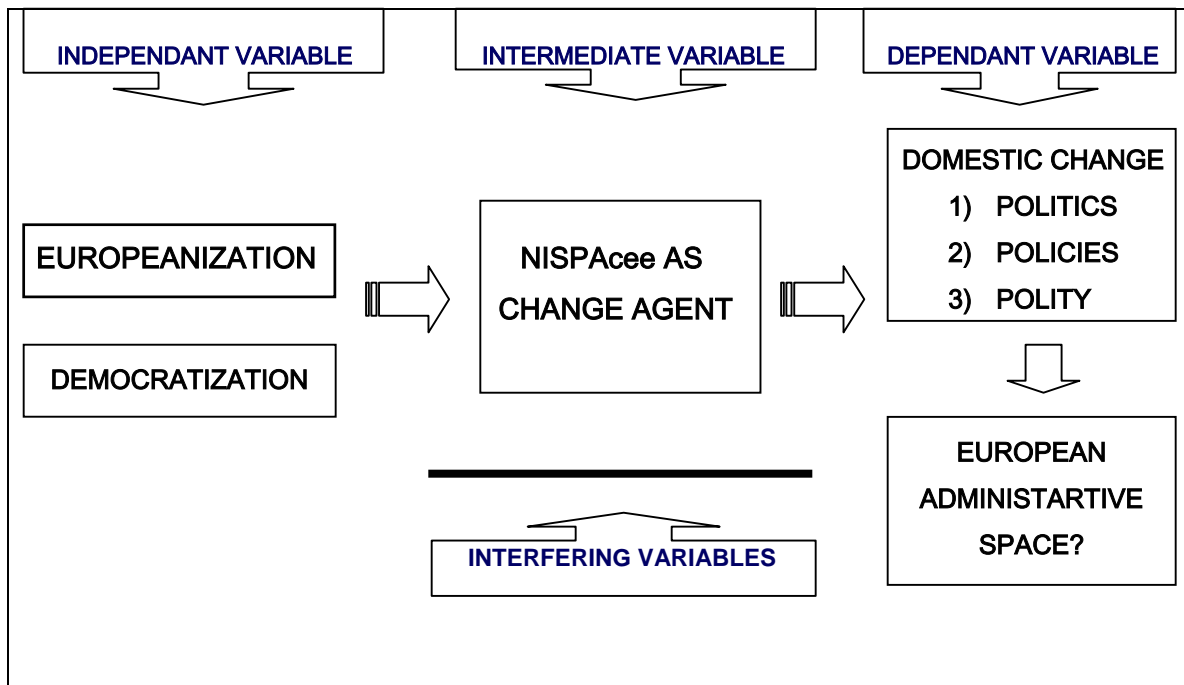 INDEPENDANT VARIABLE
INTERMEDIATE VARIABLE
DEPENDANT VARIABLE
EUROPEANIZATION
DEMOCRATIZATION
NISPAcee AS
CHANGE AGENT
DOMESTIC CHANGE
1) POLITICS
2) POLICIES
3) POLITY
EUROPEAN
ADMINISTARTIVE
SPACE?
INTERFERING VARIABLES